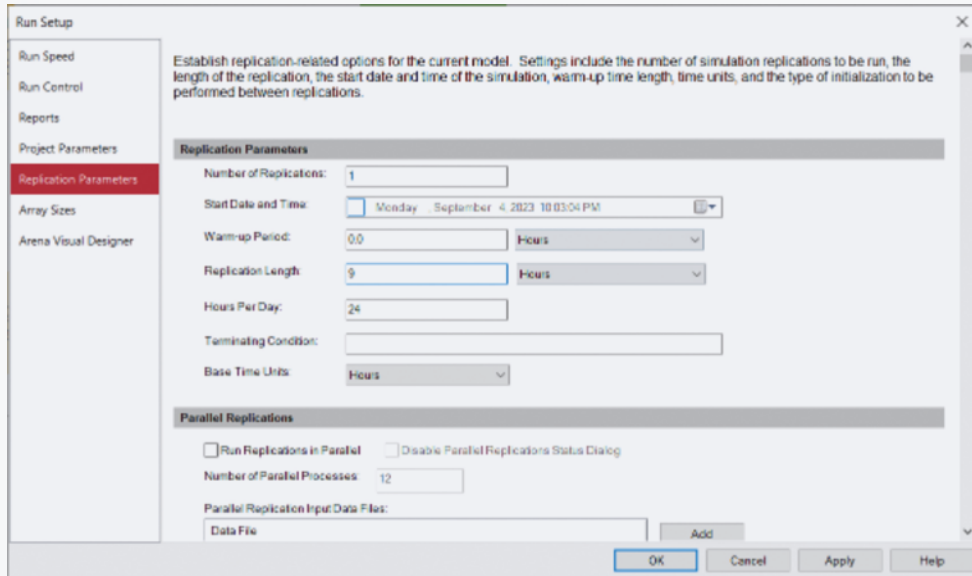 Run Setup
Run Speed
Run Control
Reports
Project Parameters
Replication Parameters
Array Sizes
Arena Visual Designer
Establish replication-related options for the current model. Settings include the number of simulation replications to be run, the
length of the replication, the start date and time of the simulation, warm-up time length, time units, and the type of initialization to be
performed between replications.
Replication Parameters
Number of Replications: 1
Start Date and Time: Monday , September 4, 2023 10:03:04 PM
Warm-up Period: 0.0 Hours
Replication Length: 9 Hours
Hours Per Day: 24
Terminating Condition:
Base Time Units: Hours
Parallel Replications
Run Replications in Parallel Disable Parallel Replications Status Dialog
Number of Parallel Processes: 12
Parallel Replication Input Data Files:
Data File Add
OK Cancel Apply Help